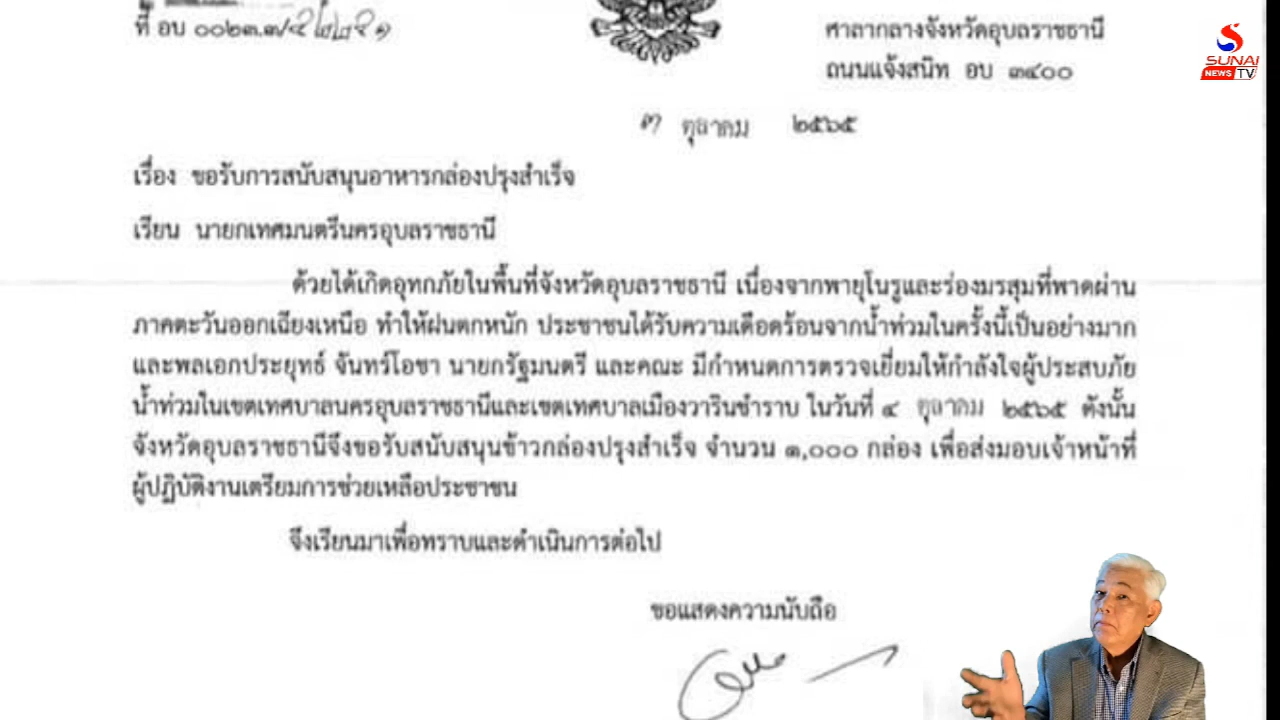 ที่ อบ ๐๐๒๓.๓/
ศาลากลางจังหวัดอุบลราชธานี
ถนนแจ้งสนิท อบ ๓๔๐๐๐
SUNAI
NEWS TV
๓ ตุลาคม ๒๕๖๕
เรื่อง ขอรับการสนับสนุนอาหารกล่องปรุงสำเร็จ
เรียน นายกเทศมนตรีนครอุบลราชธานี
ด้วยได้เกิดอุทกภัยในพื้นที่จังหวัดอุบลราชธานี เนื่องจากพายุโนรูและร่องมรสุมที่พาดผ่าน
ภาคตะวันออกเฉียงเหนือ ทำให้ฝนตกหนัก ประชาชนได้รับความเดือดร้อนจากน้ำท่วมในครั้งนี้เป็นอย่างมาก
และพลเอกประยุทธ์ จันทร์โอชา นายกรัฐมนตรี และคณะ มีกำหนดการตรวจเยี่ยมให้กำลังใจผู้ประสบภัย
น้ำท่วมในเขตเทศบาลนครอุบลราชธานีและเขตเทศบาลเมืองวารินชำราบ ในวันที่ ๔ ตุลาคม ๒๕๖๕ ดังนั้น
จังหวัดอุบลราชธานีจึงขอรับสนับสนุนข้าวกล่องปรุงสำเร็จ จำนวน ๑,๐๐๐ กล่อง เพื่อส่งมอบเจ้าหน้าที่
ผู้ปฏิบัติงานเตรียมการช่วยเหลือประชาชน
จึงเรียนมาเพื่อทราบและดำเนินการต่อไป
ขอแสดงความนับถือ